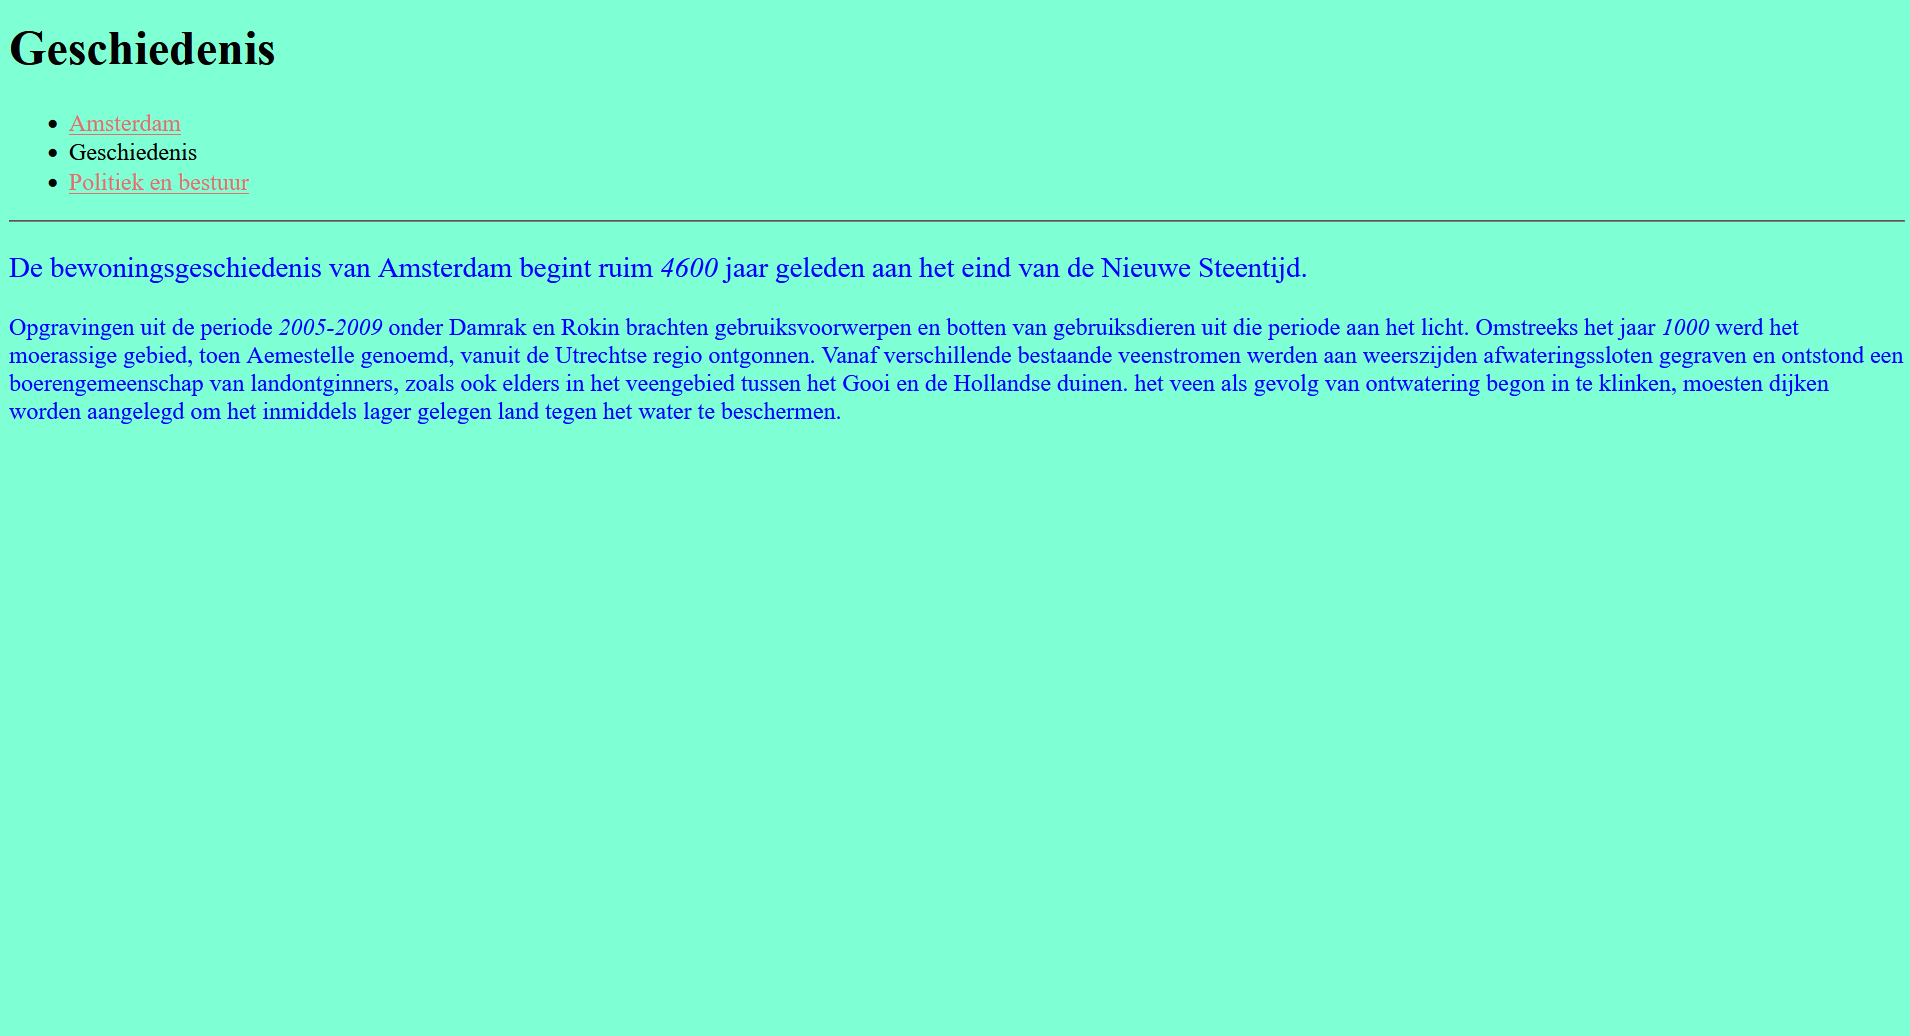 Geschiedenis
Amsterdam
Geschiedenis
Politiek en bestuur
De bewoningsgeschiedenis van Amsterdam begint ruim 4600 jaar geleden aan het eind van de Nieuwe Steentijd.
Opgravingen uit de periode 2005-2009 onder Damrak en Rokin brachten gebruiksvoorwerpen en botten van gebruiksdieren uit die periode aan het licht. Omstreeks het jaar 1000 werd het
moerassige gebied, toen Aemestelle genoemd, vanuit de Utrechtse regio ontgonnen. Vanaf verschillende bestaande veenstromen werden aan weerszijden afwateringssloten gegraven en ontstond een
boerengemeenschap van landontginners, zoals ook elders in het veengebied tussen het Gooi en de Hollandse duinen. het veen als gevolg van ontwatering begon in te klinken, moesten dijken
worden aangelegd om het inmiddels lager gelegen land tegen het water te beschermen.